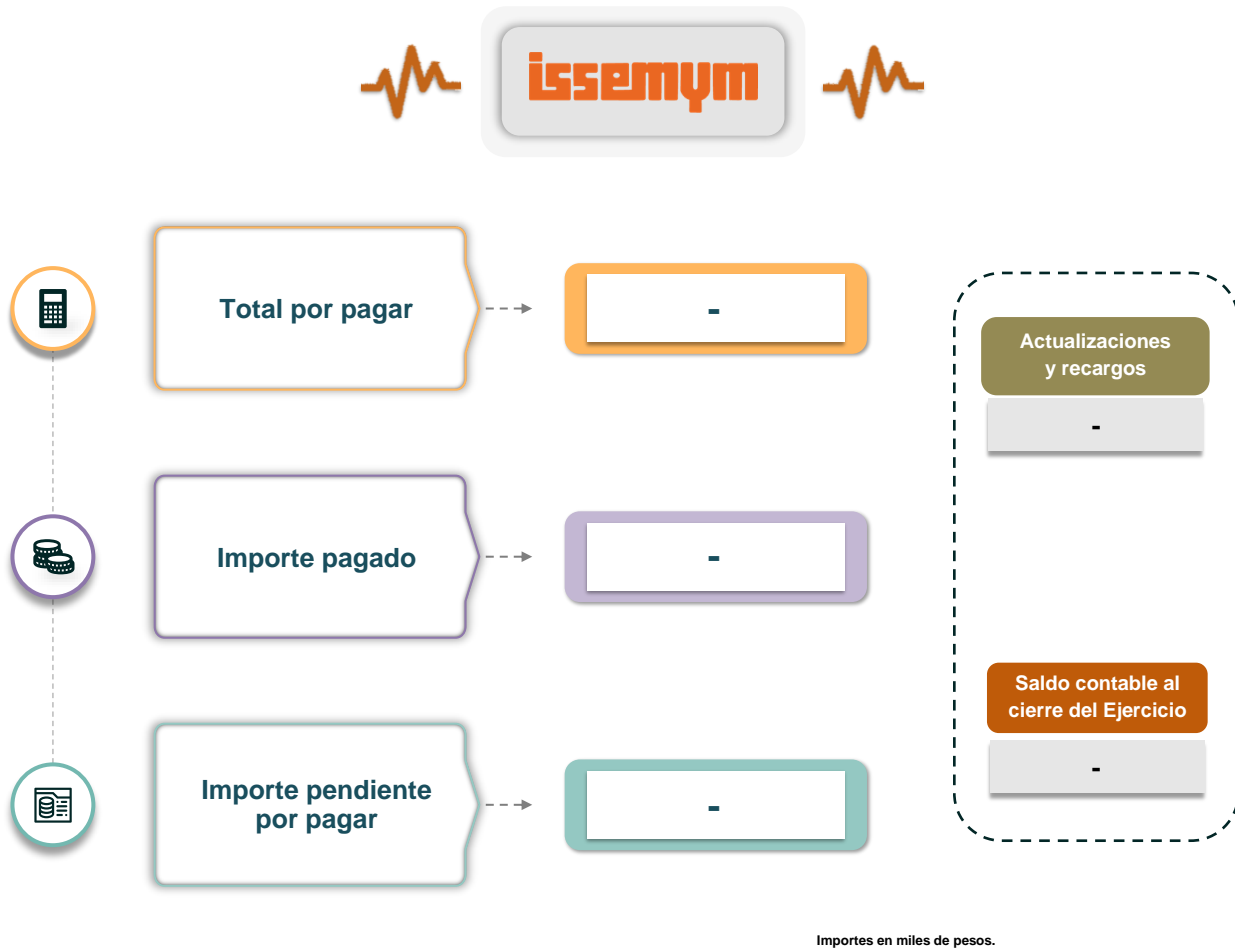 issemym
Total por pagar
-
Actualizaciones
y recargos
-
Importe pagado
-
Saldo contable al
cierre del Ejercicio
-
Importe pendiente
por pagar
-
Importes en miles de pesos.